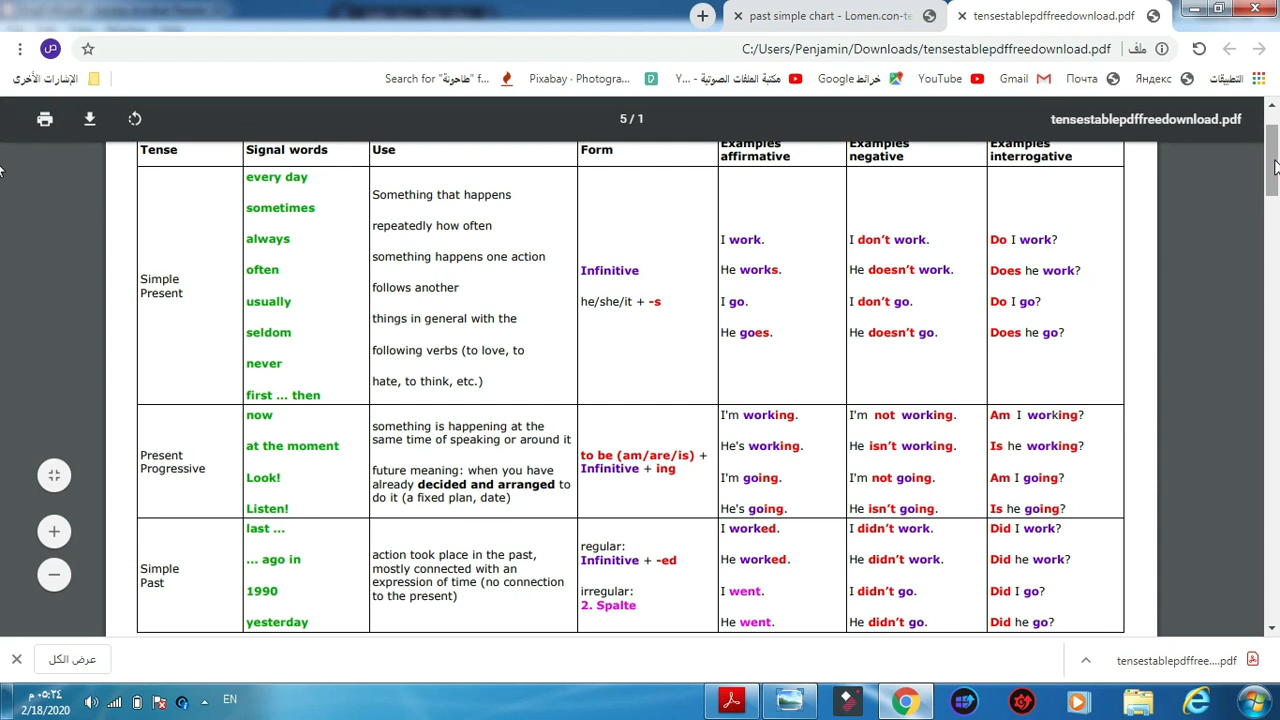 past simple chart - Lomen.con-te
tensestablepdffreedownload.pdf
C:/Users/Penjamin/Downloads/tensestablepdffreedownload.pdf
ملف
ص
التطبيقات
Яндекс
Почта
Gmail
YouTube
خرائط Google
مكتبة الملفات الصوتية - Y...
Pixabay - Photogra...
Search for "طاحونة" f...
الإشارات الأخرى
5 / 1
tensestablepdffreedownload.pdf
Tense
Signal words
Use
Form
Examples
affirmative
Examples
negative
Examples
interrogative
Simple
Present
every day
sometimes
always
often
usually
seldom
never
first ... then
Something that happens
repeatedly how often
something happens one action
follows another
things in general with the
following verbs (to love, to
hate, to think, etc.)
Infinitive
he/she/it + -s
I work.
He works.
I go.
He goes.
I don't work.
He doesn't work.
I don't go.
He doesn't go.
Do I work?
Does he work?
Do I go?
Does he go?
Present
Progressive
now
at the moment
Look!
Listen!
something is happening at the
same time of speaking or around it
future meaning: when you have
already decided and arranged to
do it (a fixed plan, date)
to be (am/are/is) +
Infinitive + ing
I'm working.
He's working.
I'm going.
He's going.
I'm not working.
He isn't working.
I'm not going.
He isn't going.
Am I working?
Is he working?
Am I going?
Is he going?
Simple
Past
last ...
... ago in
1990
yesterday
action took place in the past,
mostly connected with an
expression of time (no connection
to the present)
regular:
Infinitive + -ed
irregular:
2. Spalte
I worked.
He worked.
I went.
He went.
I didn't work.
He didn't work.
I didn't go.
He didn't go.
Did I work?
Did he work?
Did I go?
Did he go?
عرض الكل
tensestablepdffree....pdf
٠٥:٢٤ م
2/18/2020
EN